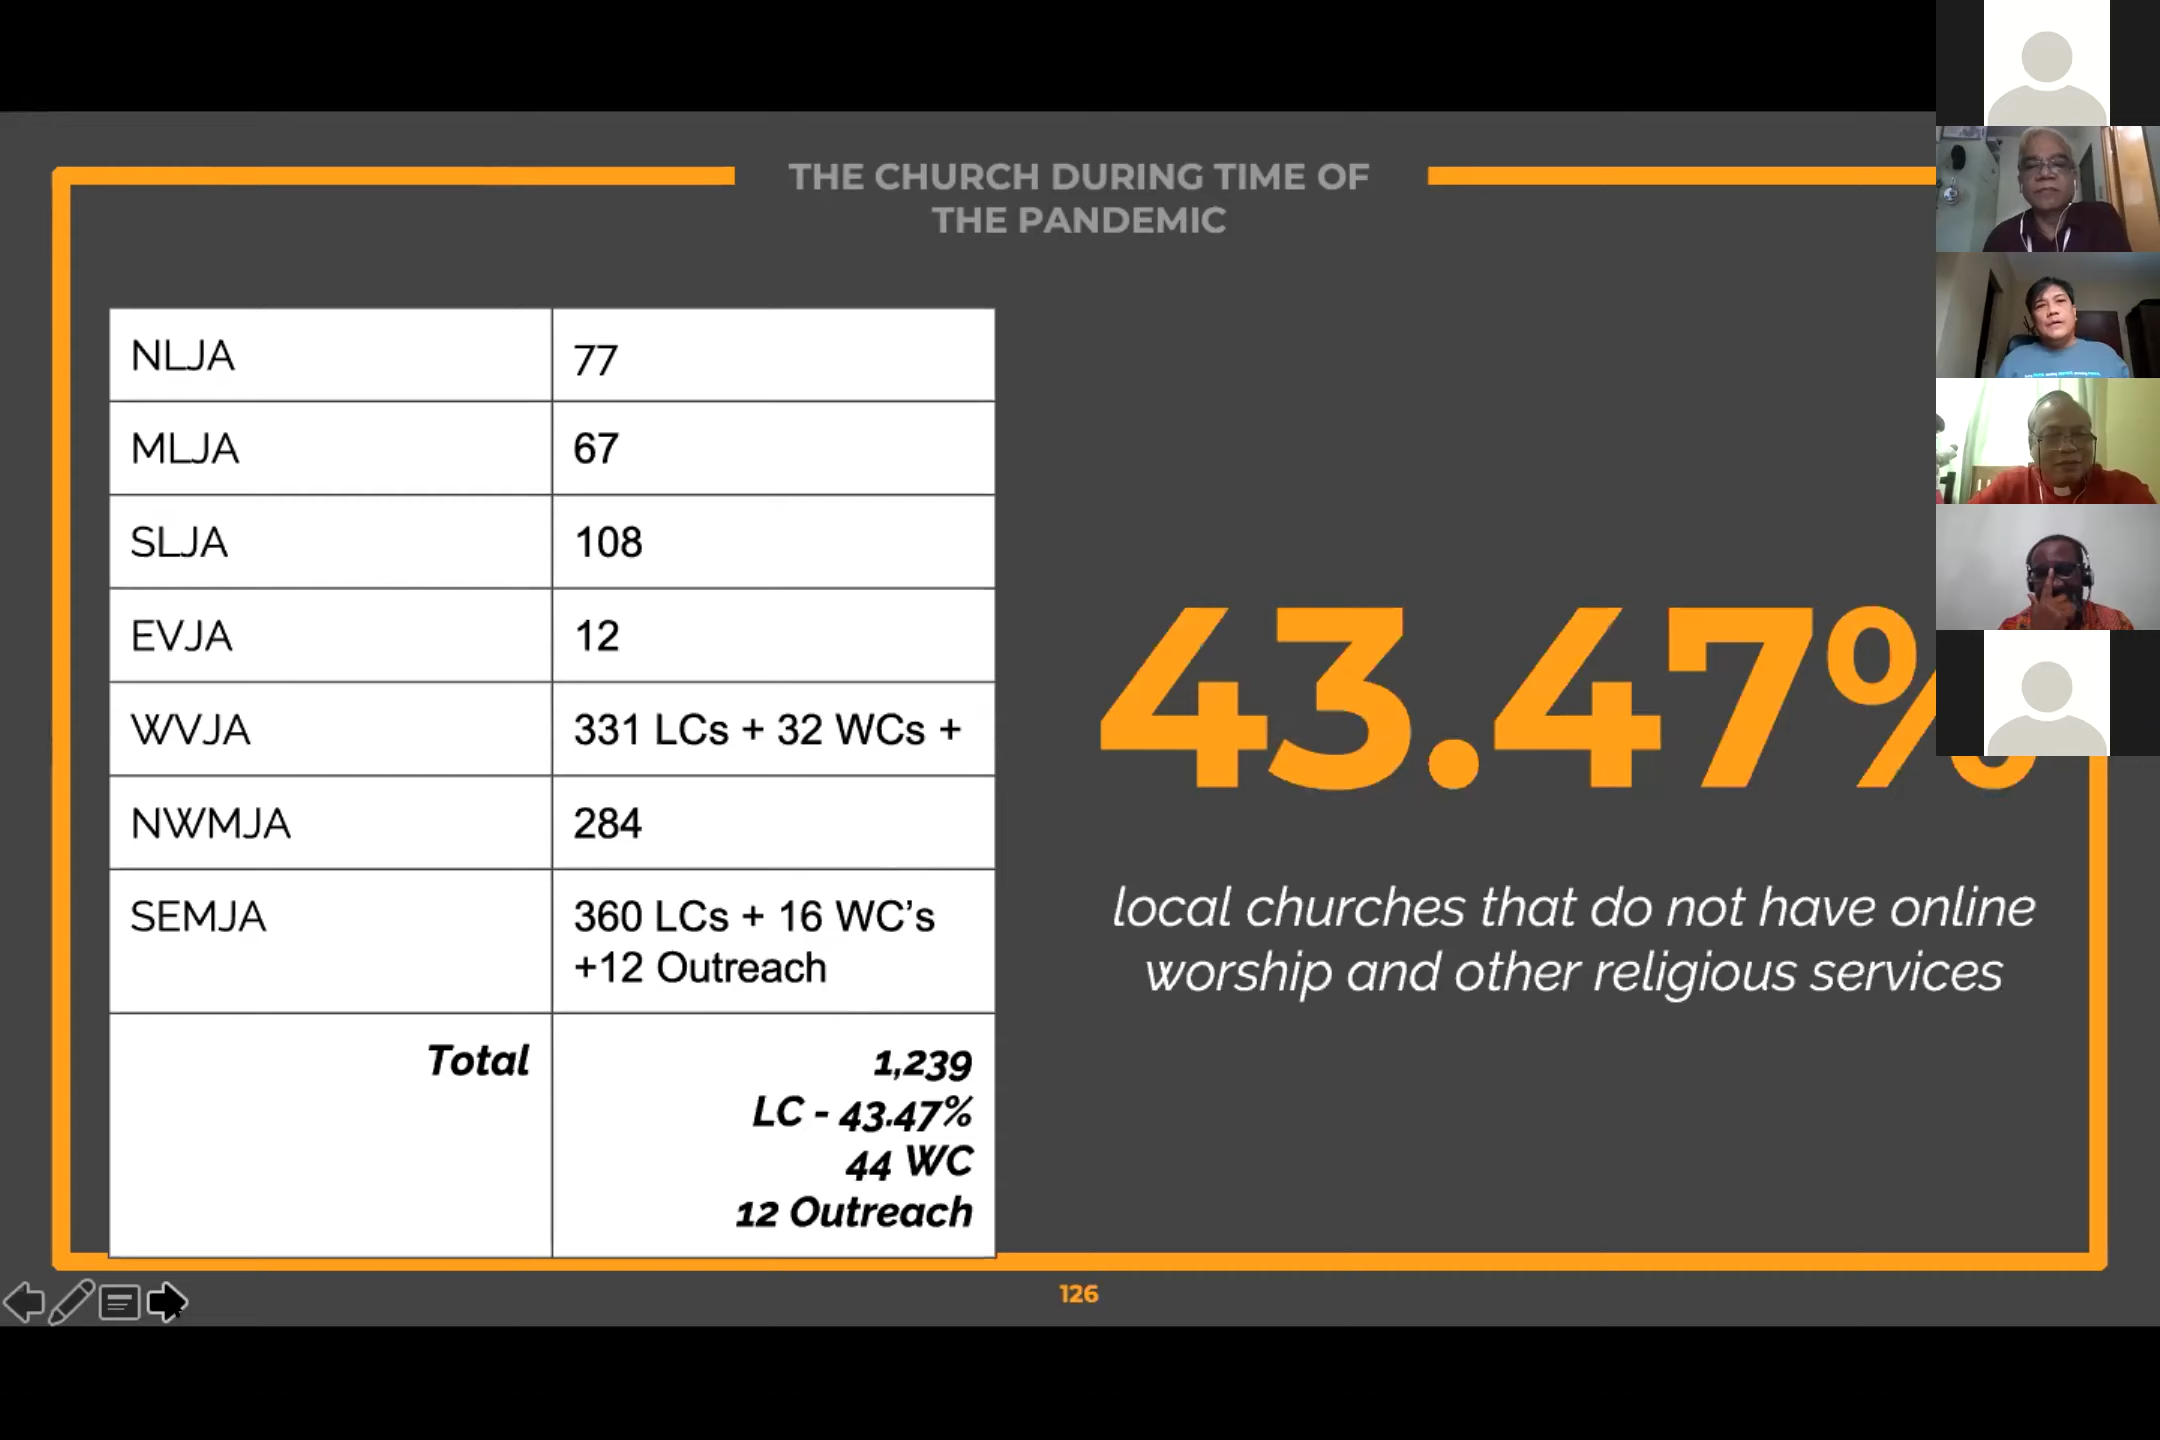 THE CHURCH DURING TIME OF
THE PANDEMIC
NLJA 77
MLJA 67
SLJA 108
EVJA 12
WVJA 331 LCs + 32 WCs +
NWMJA 284
SEMJA 360 LCs + 16 WC’s
+12 Outreach
Total 1,239
LC - 43.47%
44 WC
12 Outreach
43.47%
local churches that do not have online
worship and other religious services
126